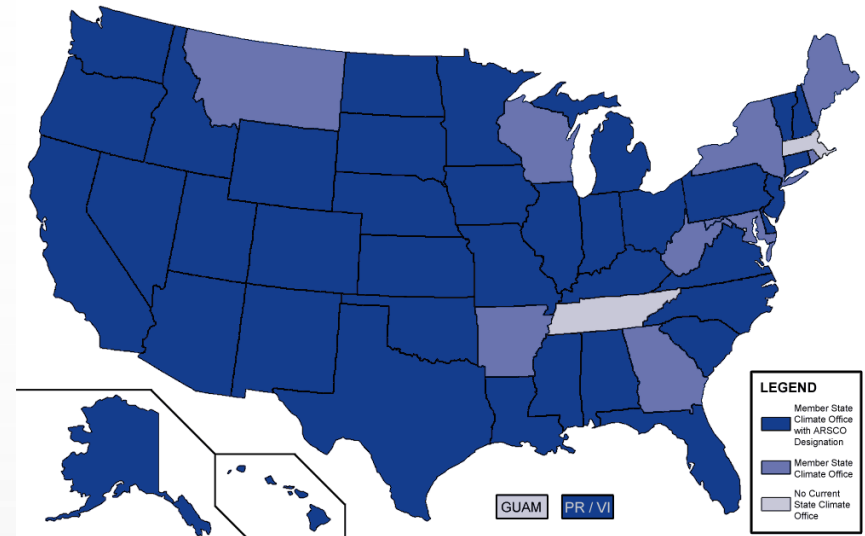 LEGEND
Member State
Climate Office
with ARSCO
Designation
Member State
Climate Office
No Current
State Climate
Office
GUAM
PR / VI